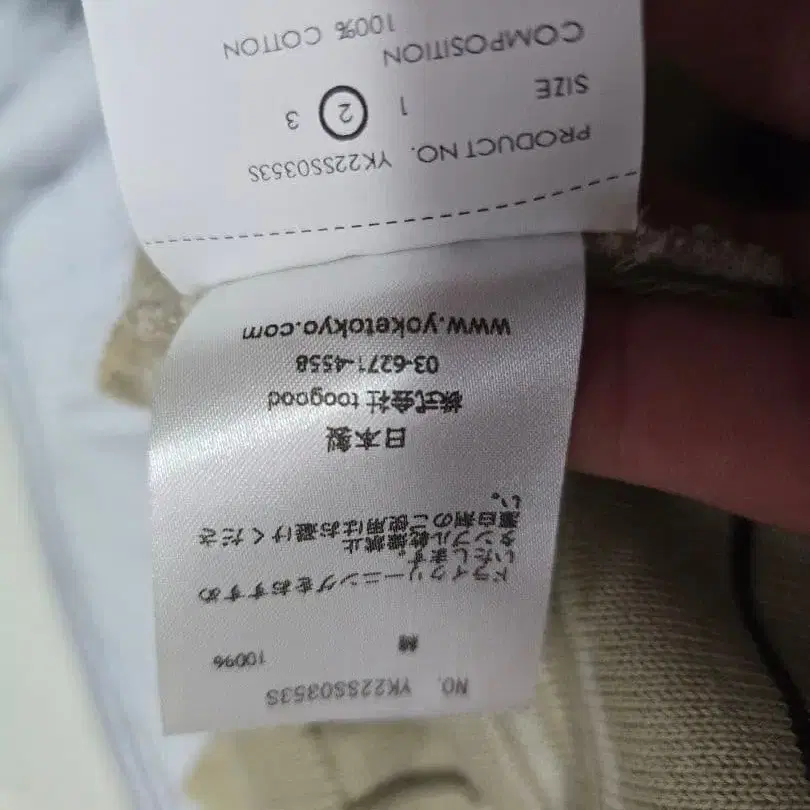 PRODUCT NO. YK22SS0353S
SIZE 1 2 3
COMPOSITION
100% COTTON
NO. YK22SS0353S
綿 100%
ドライクリーニングをおすすめ
いたします。
タンブル乾燥禁止
漂白剤のご使用はお避けくださ
い。
日本製
株式会社 toogood
03-6271-4558
www.yoketokyo.com